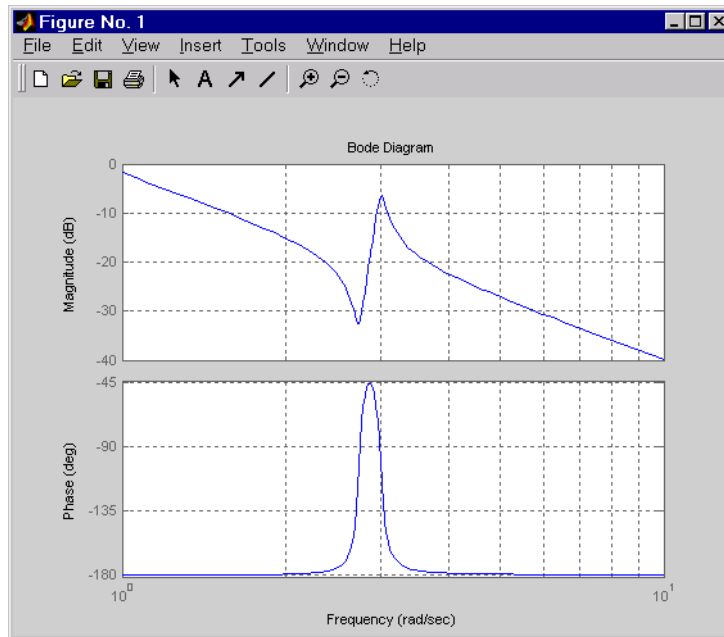 Figure No. 1
File Edit View Insert Tools Window Help
A
Bode Diagram
Magnitude (dB)
0
-10
-20
-30
-40
Phase (deg)
-45
-90
-135
-180
10^0
10^1
Frequency (rad/sec)